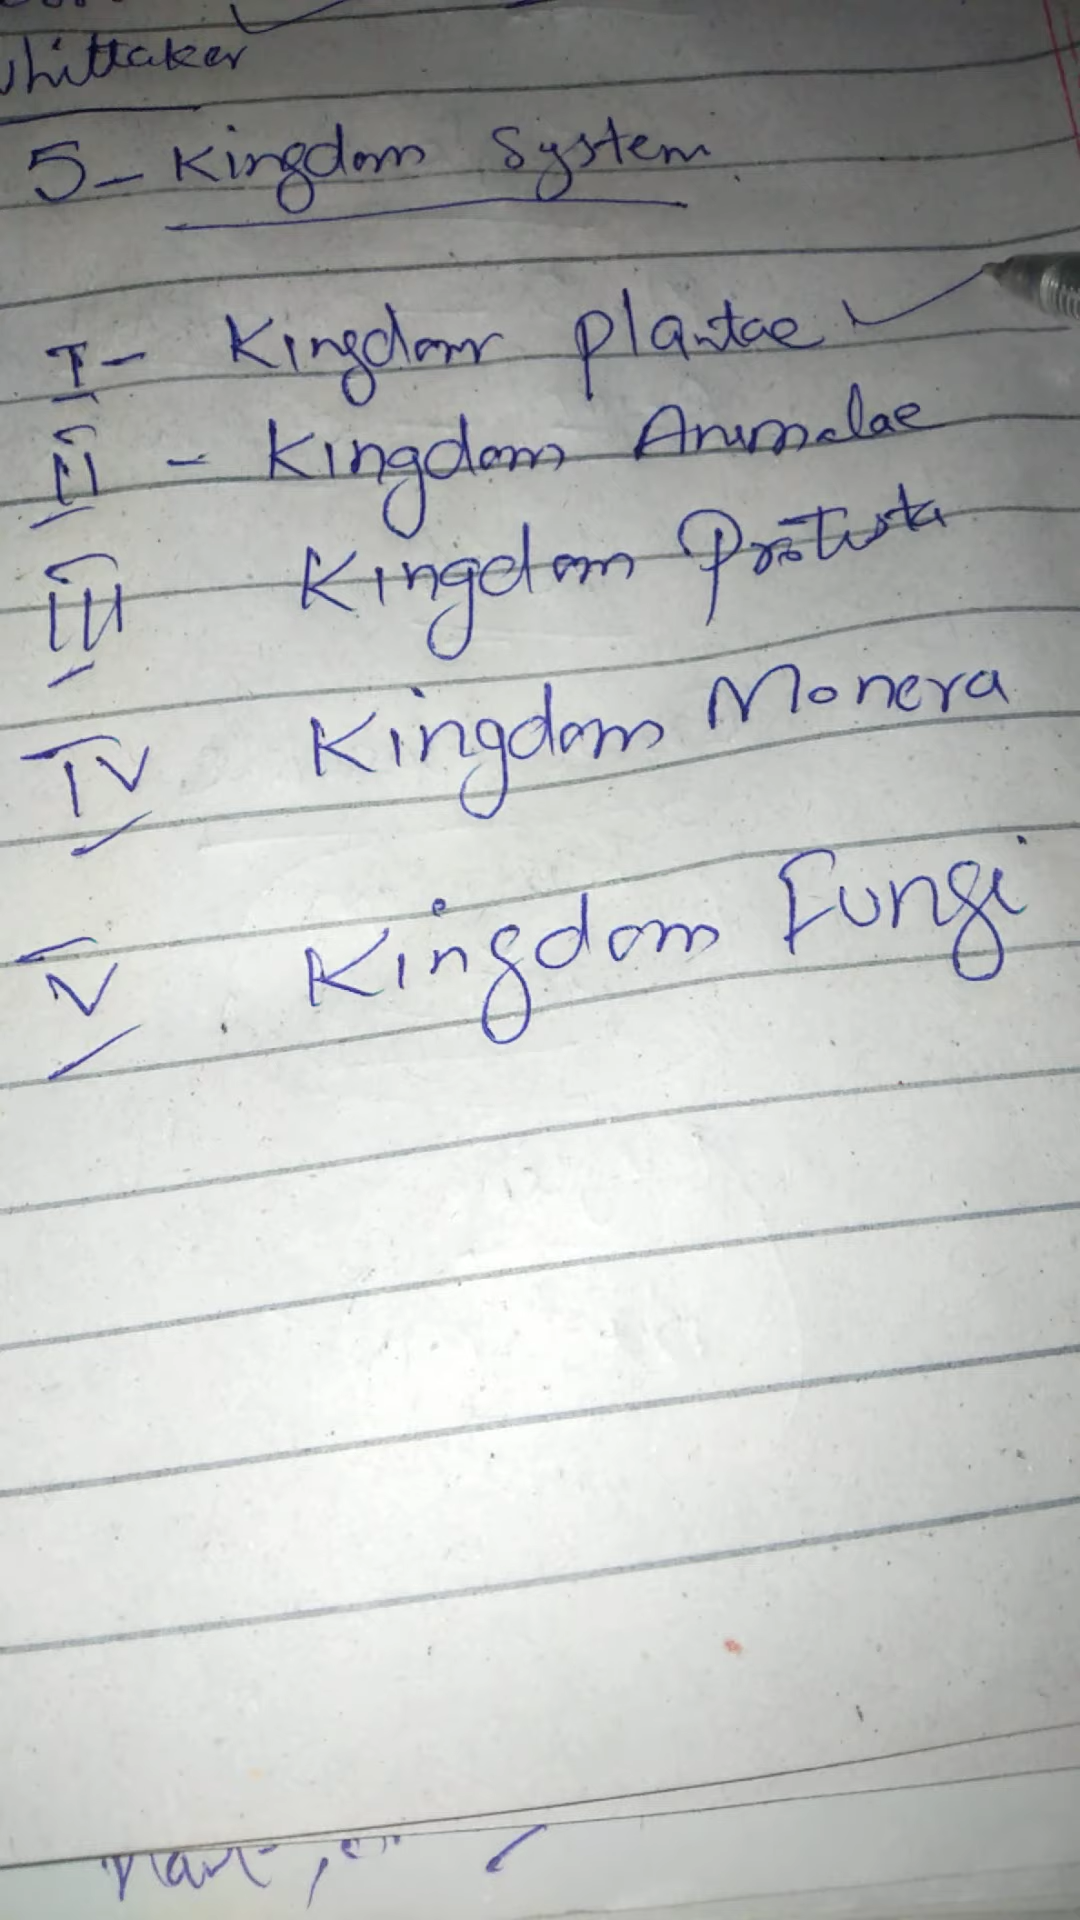 Whittaker
5- Kingdom System
I- Kingdom Plantae
II - Kingdom Animalae
III Kingdom Protista
IV Kingdom Monera
V Kingdom Fungi